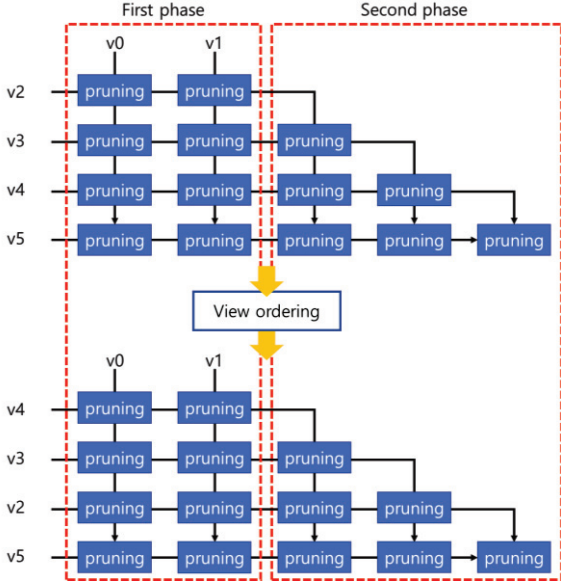 First phase Second phase
v0 v1
v2 pruning pruning
v3 pruning pruning pruning
v4 pruning pruning pruning pruning
v5 pruning pruning pruning pruning pruning
View ordering
v0 v1
v4 pruning pruning
v3 pruning pruning pruning
v2 pruning pruning pruning pruning
v5 pruning pruning pruning pruning pruning